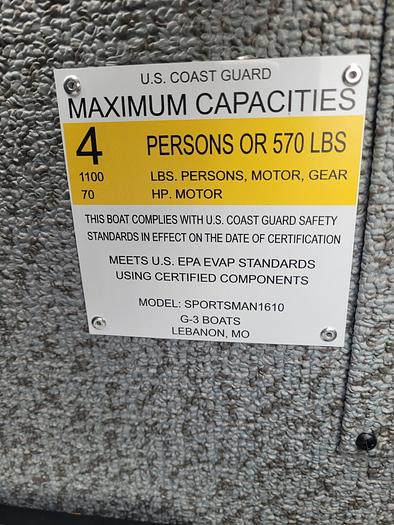 U.S. COAST GUARD
MAXIMUM CAPACITIES
4 PERSONS OR 570 LBS
1100 LBS. PERSONS, MOTOR, GEAR
70 HP. MOTOR
THIS BOAT COMPLIES WITH U.S. COAST GUARD SAFETY
STANDARDS IN EFFECT ON THE DATE OF CERTIFICATION
MEETS U.S. EPA EVAP STANDARDS
USING CERTIFIED COMPONENTS
MODEL: SPORTSMAN1610
G-3 BOATS
LEBANON, MO